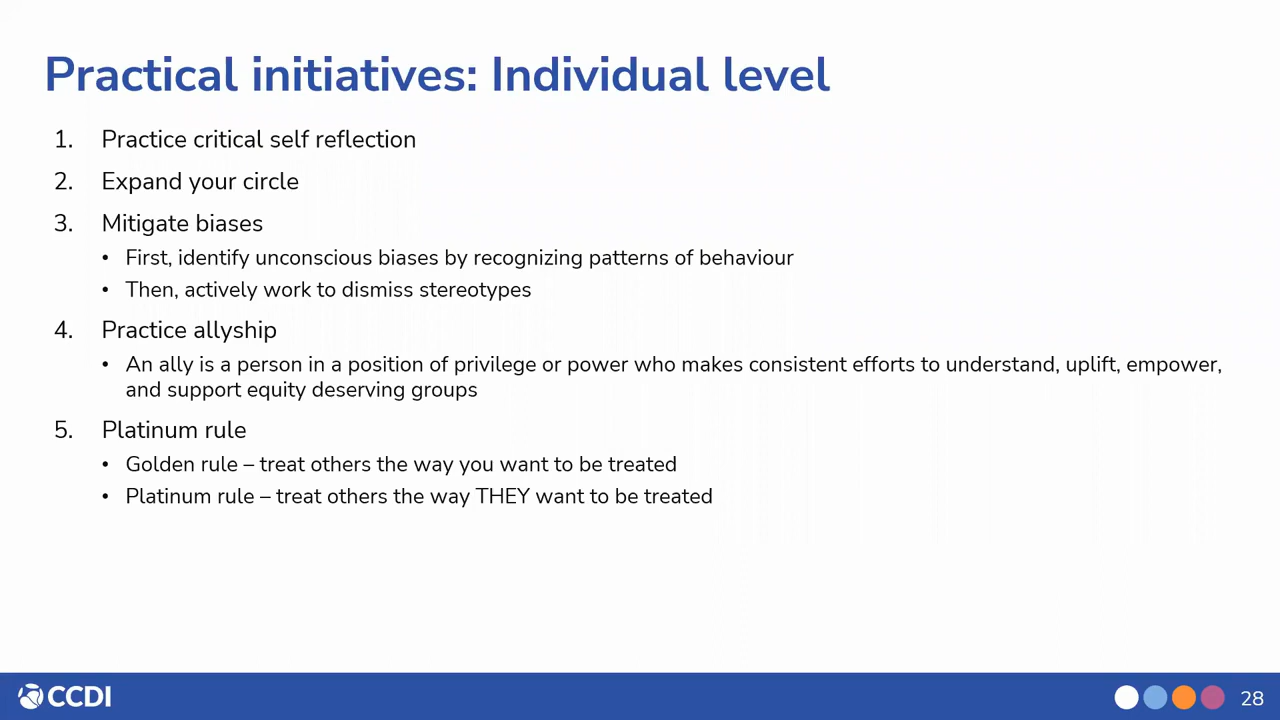 Practical initiatives: Individual level
1. Practice critical self reflection
2. Expand your circle
3. Mitigate biases
• First, identify unconscious biases by recognizing patterns of behaviour
• Then, actively work to dismiss stereotypes
4. Practice allyship
• An ally is a person in a position of privilege or power who makes consistent efforts to understand, uplift, empower,
and support equity deserving groups
5. Platinum rule
• Golden rule – treat others the way you want to be treated
• Platinum rule – treat others the way THEY want to be treated
CCDI
28